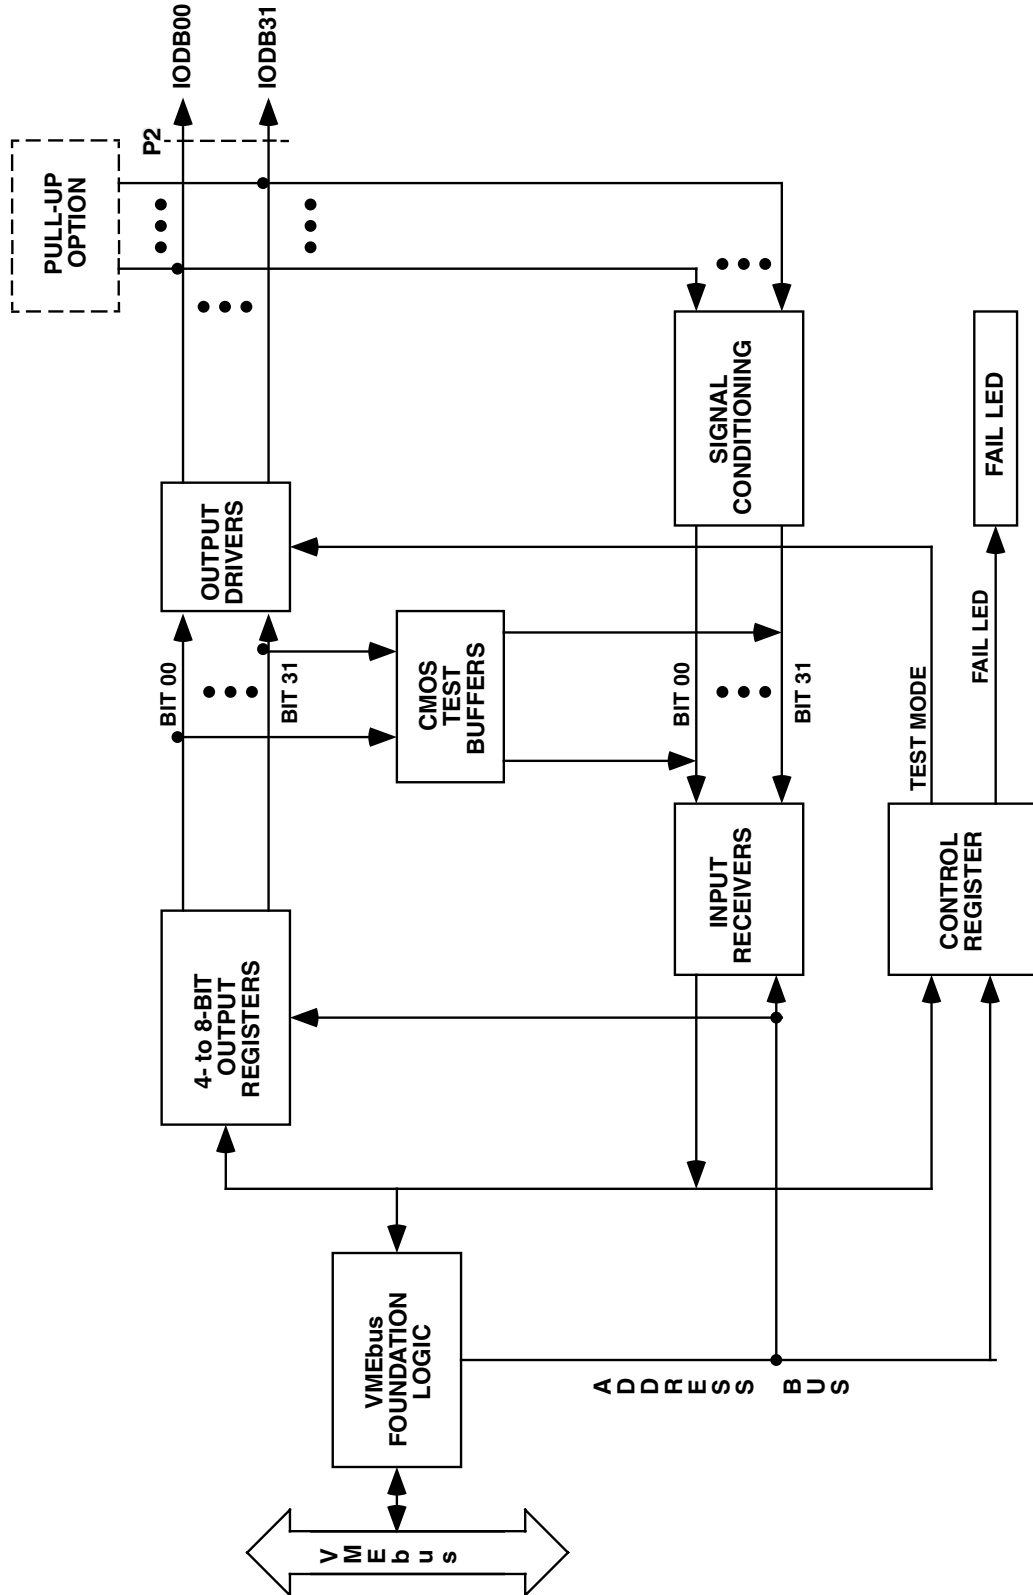 VMEbus
VMEbus
FOUNDATION
LOGIC
ADDRESS BUS
4- to 8-BIT
OUTPUT
REGISTERS
BIT 00
BIT 31
OUTPUT
DRIVERS
PULL-UP
OPTION
P2
IODB00
IODB31
CMOS
TEST
BUFFERS
INPUT
RECEIVERS
BIT 00
BIT 31
SIGNAL
CONDITIONING
CONTROL
REGISTER
TEST MODE
FAIL LED
FAIL LED